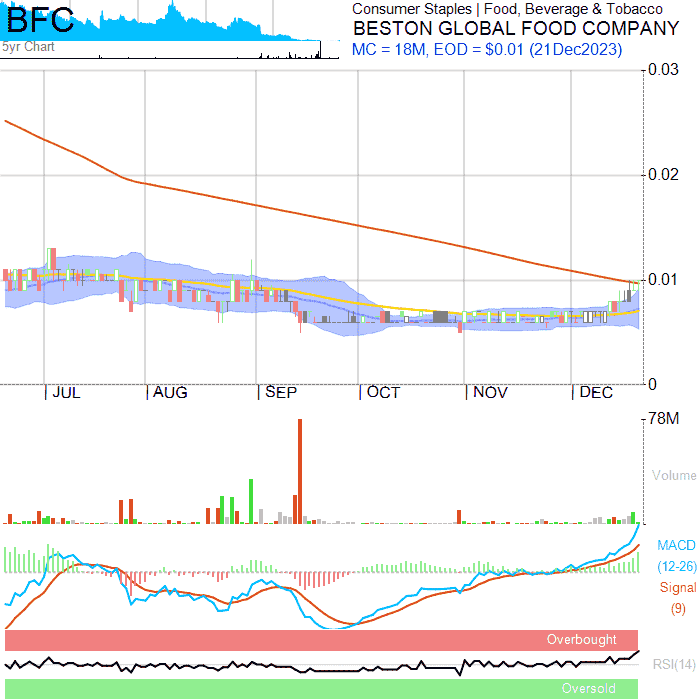 BFC
5yr Chart
Consumer Staples | Food, Beverage & Tobacco
BESTON GLOBAL FOOD COMPANY
MC = 18M, EOD = $0.01 (21Dec2023)
0.03
0.02
0.01
0
JUL AUG SEP OCT NOV DEC
78M
Volume
MACD
(12-26)
Signal
(9)
Overbought
RSI(14)
Oversold